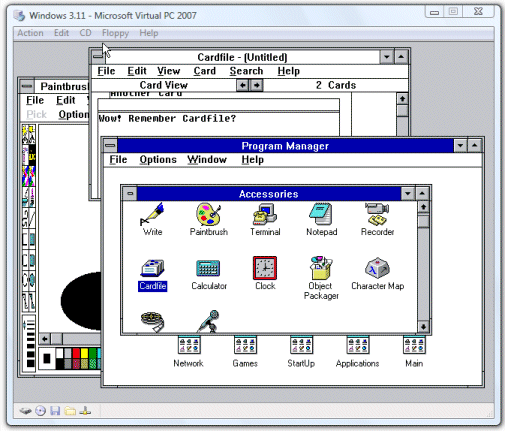 Windows 3.11 - Microsoft Virtual PC 2007
Action Edit CD Floppy Help
Cardfile - [Untitled]
File Edit View Card Search Help
Card View 2 Cards
Another Card
Wow! Remember Cardfile?
Paintbrush
File Edit
Pick Option
Program Manager
File Options Window Help
Accessories
Write Paintbrush Terminal Notepad Recorder
Cardfile Calculator Clock Object Packager Character Map
Network Games StartUp Applications Main